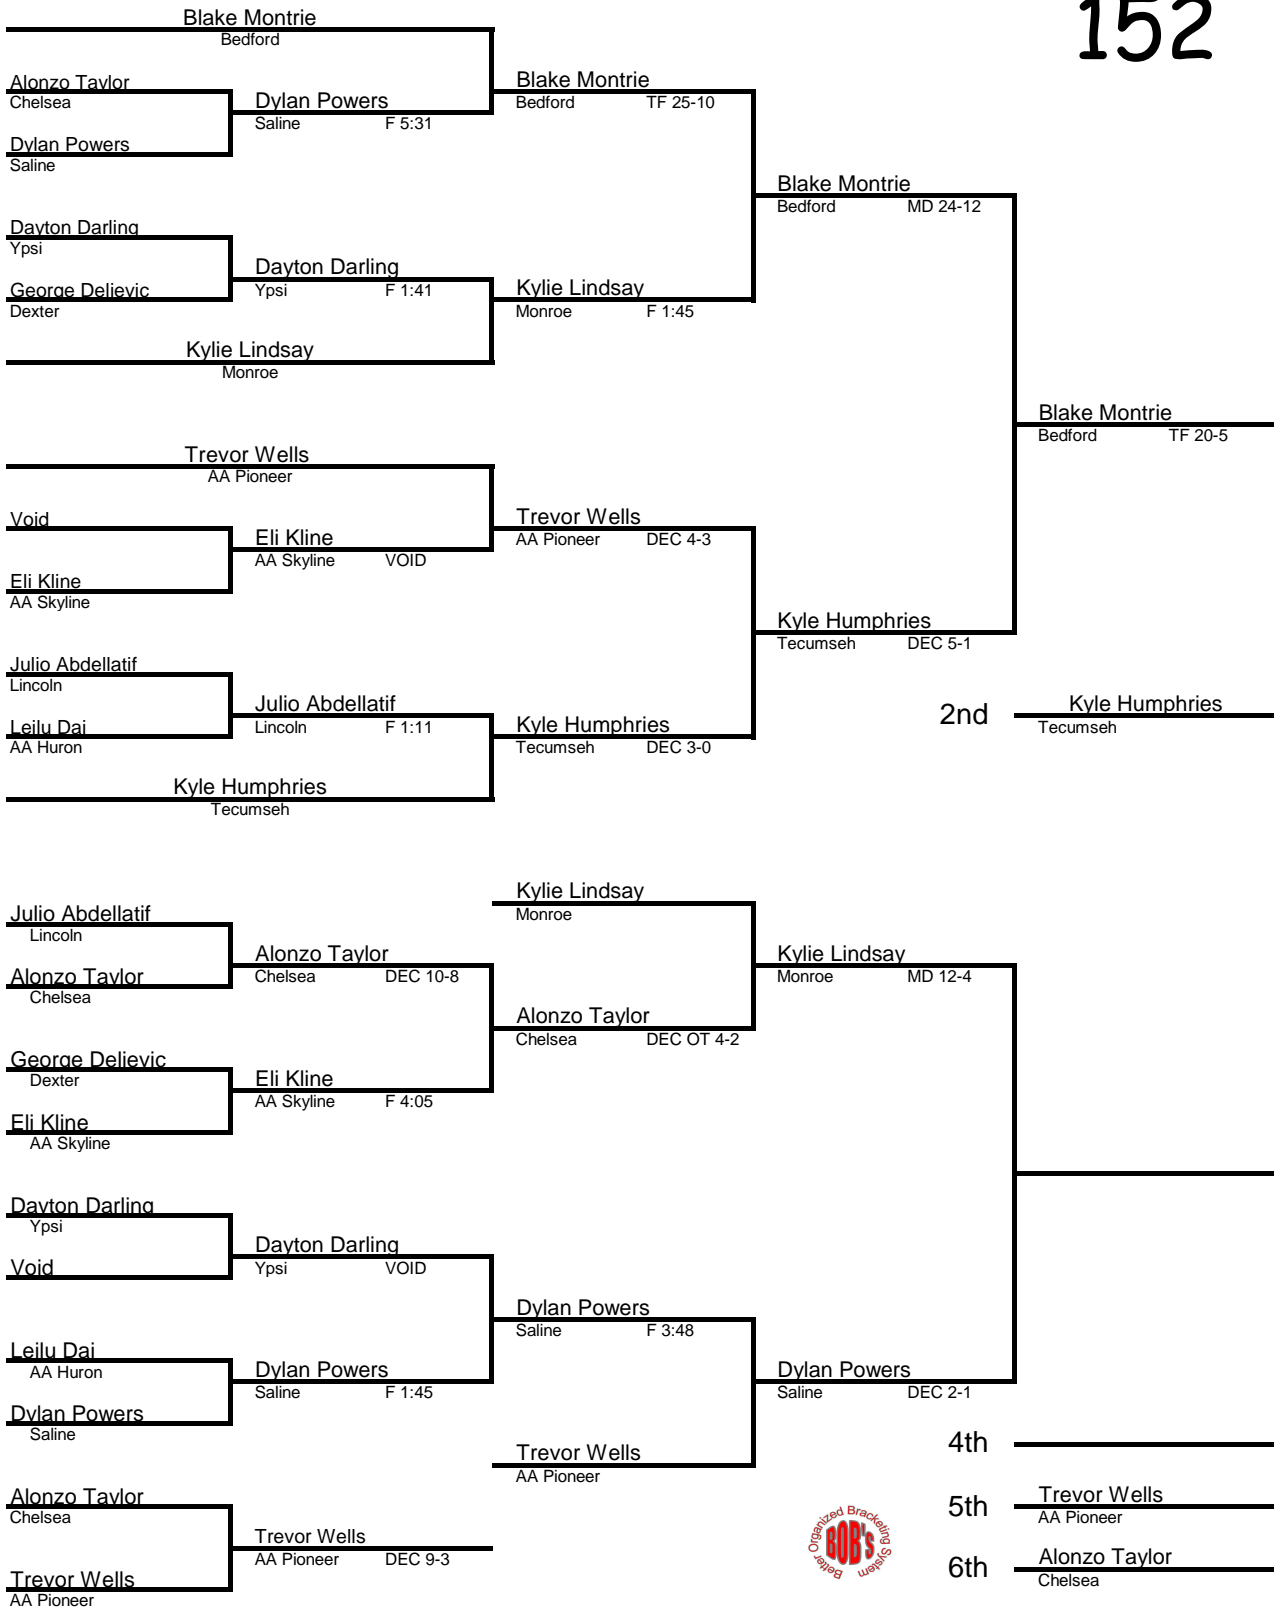 152
Blake Montrie
Bedford
Alonzo Taylor
Chelsea
Dylan Powers
Saline
Dylan Powers
Saline F 5:31
Blake Montrie
Bedford TF 25-10
Dayton Darling
Ypsi
George Delievic
Dexter
Dayton Darling
Ypsi F 1:41
Kylie Lindsay
Monroe
Kylie Lindsay
Monroe F 1:45
Blake Montrie
Bedford MD 24-12
Trevor Wells
AA Pioneer
Void
Eli Kline
AA Skyline
Eli Kline
AA Skyline VOID
Trevor Wells
AA Pioneer DEC 4-3
Julio Abdellatif
Lincoln
Leilu Dai
AA Huron
Julio Abdellatif
Lincoln F 1:11
Kyle Humphries
Tecumseh
Kyle Humphries
Tecumseh DEC 3-0
Kyle Humphries
Tecumseh DEC 5-1
Blake Montrie
Bedford TF 20-5
2nd Kyle Humphries
Tecumseh
Julio Abdellatif
Lincoln
Alonzo Taylor
Chelsea
Alonzo Taylor
Chelsea DEC 10-8
George Delievic
Dexter
Eli Kline
AA Skyline
Eli Kline
AA Skyline F 4:05
Kylie Lindsay
Monroe
Alonzo Taylor
Chelsea DEC OT 4-2
Kylie Lindsay
Monroe MD 12-4
Dayton Darling
Ypsi
Void
Dayton Darling
Ypsi VOID
Leilu Dai
AA Huron
Dylan Powers
Saline
Dylan Powers
Saline F 1:45
Dylan Powers
Saline F 3:48
Trevor Wells
AA Pioneer
Dylan Powers
Saline DEC 2-1
Alonzo Taylor
Chelsea
Trevor Wells
AA Pioneer
Trevor Wells
AA Pioneer DEC 9-3
Better Organized Bracketing System
BOB'S
4th
5th Trevor Wells
AA Pioneer
6th Alonzo Taylor
Chelsea